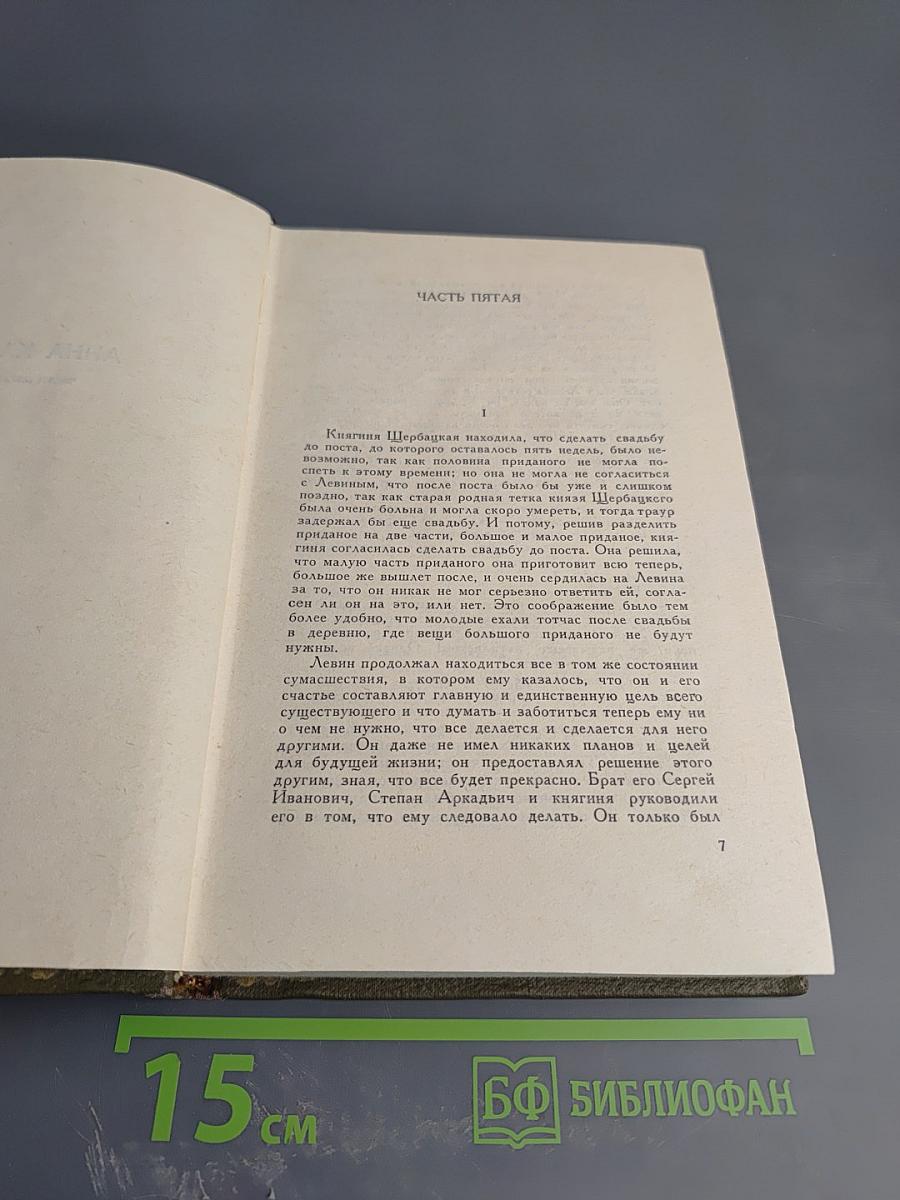 ЧАСТЬ ПЯТАЯ
I
Княгиня Щербацкая находила, что сделать свадьбу
до поста, до которого оставалось пять недель, было не-
возможно, так как половина приданого не могла по-
спеть к этому времени; но она не могла не согласиться
с Левиным, что после поста было бы уже и слишком
поздно, так как старая родная тетка князя Щербацкого
была очень больна и могла скоро умереть, и тогда траур
задержал бы еще свадьбу. И потому, решив разделить
приданое на две части, большое и малое приданое, кня-
гиня согласилась сделать свадьбу до поста. Она решила,
что малую часть приданого она приготовит всю теперь,
большое же вышлет после, и очень сердилась на Левина
за то, что он никак не мог серьезно ответить ей, согла-
сен ли он на это, или нет. Это соображение было тем
более удобно, что молодые ехали тотчас после свадьбы
в деревню, где вещи большого приданого не будут
нужны.
Левин продолжал находиться все в том же состоянии
сумасшествия, в котором ему казалось, что он и его
счастье составляют главную и единственную цель всего
существующего и что думать и заботиться теперь ему ни
о чем не нужно, что все делается и сделается для него
другими. Он даже не имел никаких планов и целей
для будущей жизни; он предоставлял решение этого
другим, зная, что все будет прекрасно. Брат его Сергей
Иванович, Степан Аркадьич и княгиня руководили
его в том, что ему следовало делать. Он только был
7
15 см
БФ БИБЛИОФАН